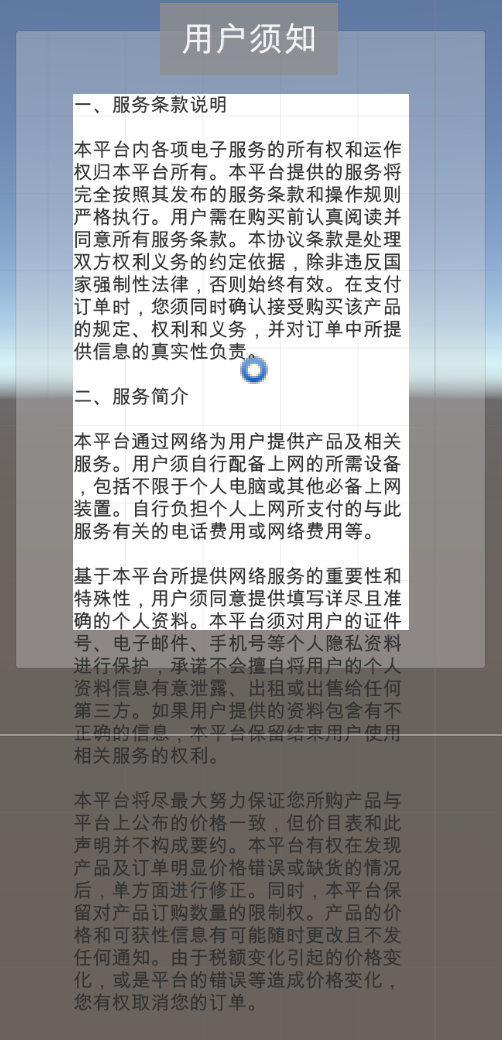 用户须知
一、服务条款说明
本平台内各项电子服务的所有权和运作
权归本平台所有。本平台提供的服务将
完全按照其发布的服务条款和操作规则
严格执行。用户需在购买前认真阅读并
同意所有服务条款。本协议条款是处理
双方权利义务的约定依据，除非违反国
家强制性法律，否则始终有效。在支付
订单时，您须同时确认接受购买该产品
的规定、权利和义务，并对订单中所提
供信息的真实性负责。
二、服务简介
本平台通过网络为用户提供产品及相关
服务。用户须自行配备上网的所需设备
，包括不限于个人电脑或其他必备上网
装置。自行负担个人上网所支付的与此
服务有关的电话费用或网络费用等。
基于本平台所提供网络服务的重要性和
特殊性，用户须同意提供填写详尽且准
确的个人资料。本平台须对用户的证件
号、电子邮件、手机号等个人隐私资料
进行保护，承诺不会擅自将用户的个人
资料信息有意泄露、出租或出售给任何
第三方。如果用户提供的资料包含有不
正确的信息，本平台保留结束用户使用
相关服务的权利。
本平台将尽最大努力保证您所购产品与
平台上公布的价格一致，但价目表和此
声明并不构成要约。本平台有权在发现
产品及订单明显价格错误或缺货的情况
后，单方面进行修正。同时，本平台保
留对产品订购数量的限制权。产品的价
格和可获性信息有可能随时更改且不发
任何通知。由于税额变化引起的价格变
化，或是平台的错误等造成价格变化，
您有权取消您的订单。